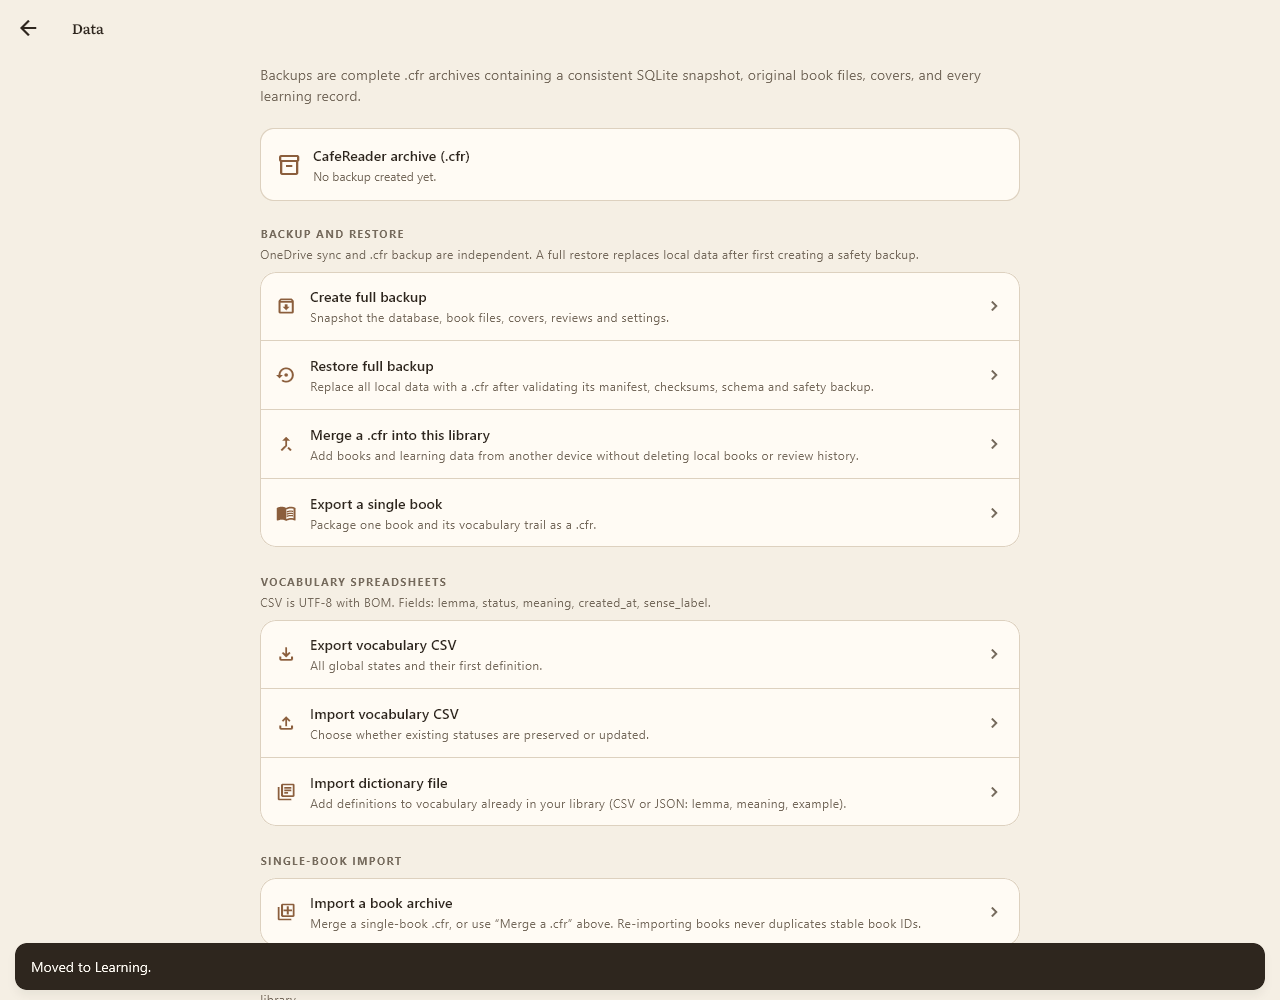 Data
Backups are complete .cfr archives containing a consistent SQLite snapshot, original book files, covers, and every
learning record.
CafeReader archive (.cfr)
No backup created yet.
BACKUP AND RESTORE
OneDrive sync and .cfr backup are independent. A full restore replaces local data after first creating a safety backup.
Create full backup
Snapshot the database, book files, covers, reviews and settings.
Restore full backup
Replace all local data with a .cfr after validating its manifest, checksums, schema and safety backup.
Merge a .cfr into this library
Add books and learning data from another device without deleting local books or review history.
Export a single book
Package one book and its vocabulary trail as a .cfr.
VOCABULARY SPREADSHEETS
CSV is UTF-8 with BOM. Fields: lemma, status, meaning, created_at, sense_label.
Export vocabulary CSV
All global states and their first definition.
Import vocabulary CSV
Choose whether existing statuses are preserved or updated.
Import dictionary file
Add definitions to vocabulary already in your library (CSV or JSON: lemma, meaning, example).
SINGLE-BOOK IMPORT
Import a book archive
Merge a single-book .cfr, or use “Merge a .cfr” above. Re-importing books never duplicates stable book IDs.
Moved to Learning.
library.